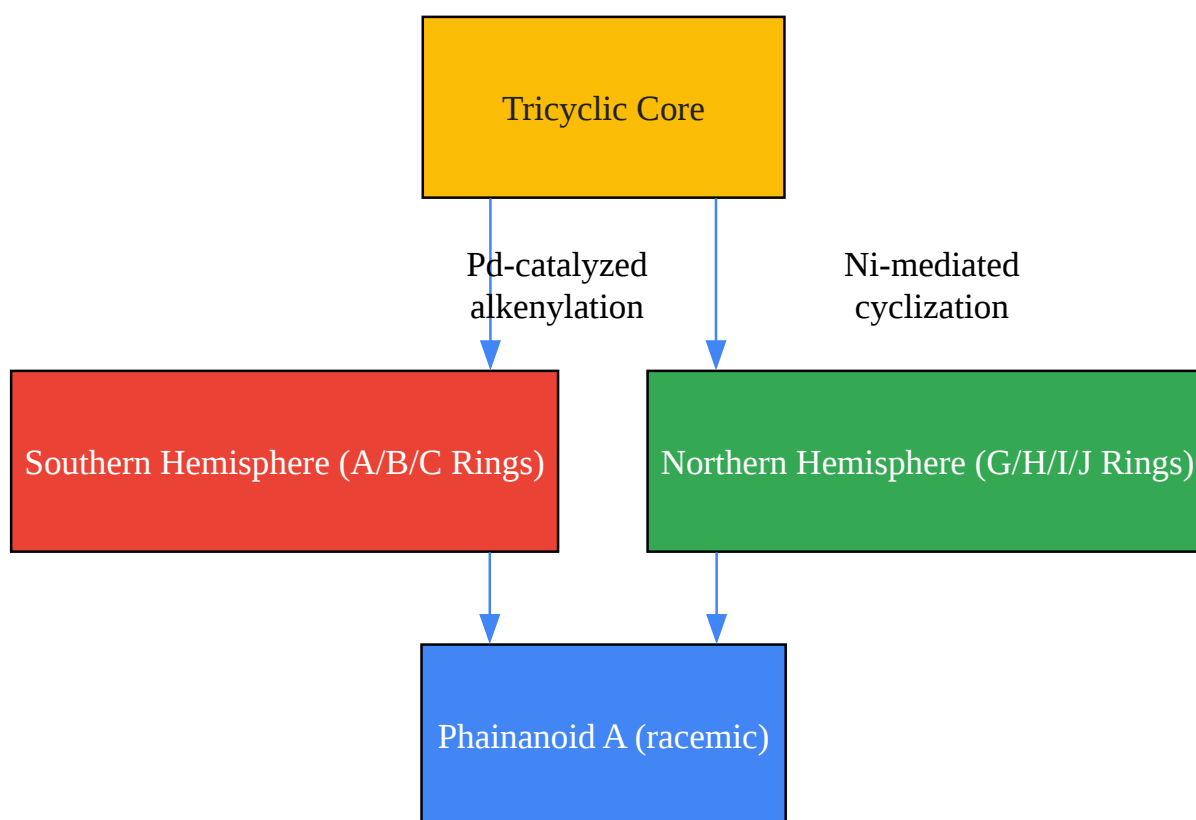 Tricyclic Core
Pd-catalyzed
alkenylation
Ni-mediated
cyclization
Southern Hemisphere (A/B/C Rings)
Northern Hemisphere (G/H/I/J Rings)
Phainanoid A (racemic)